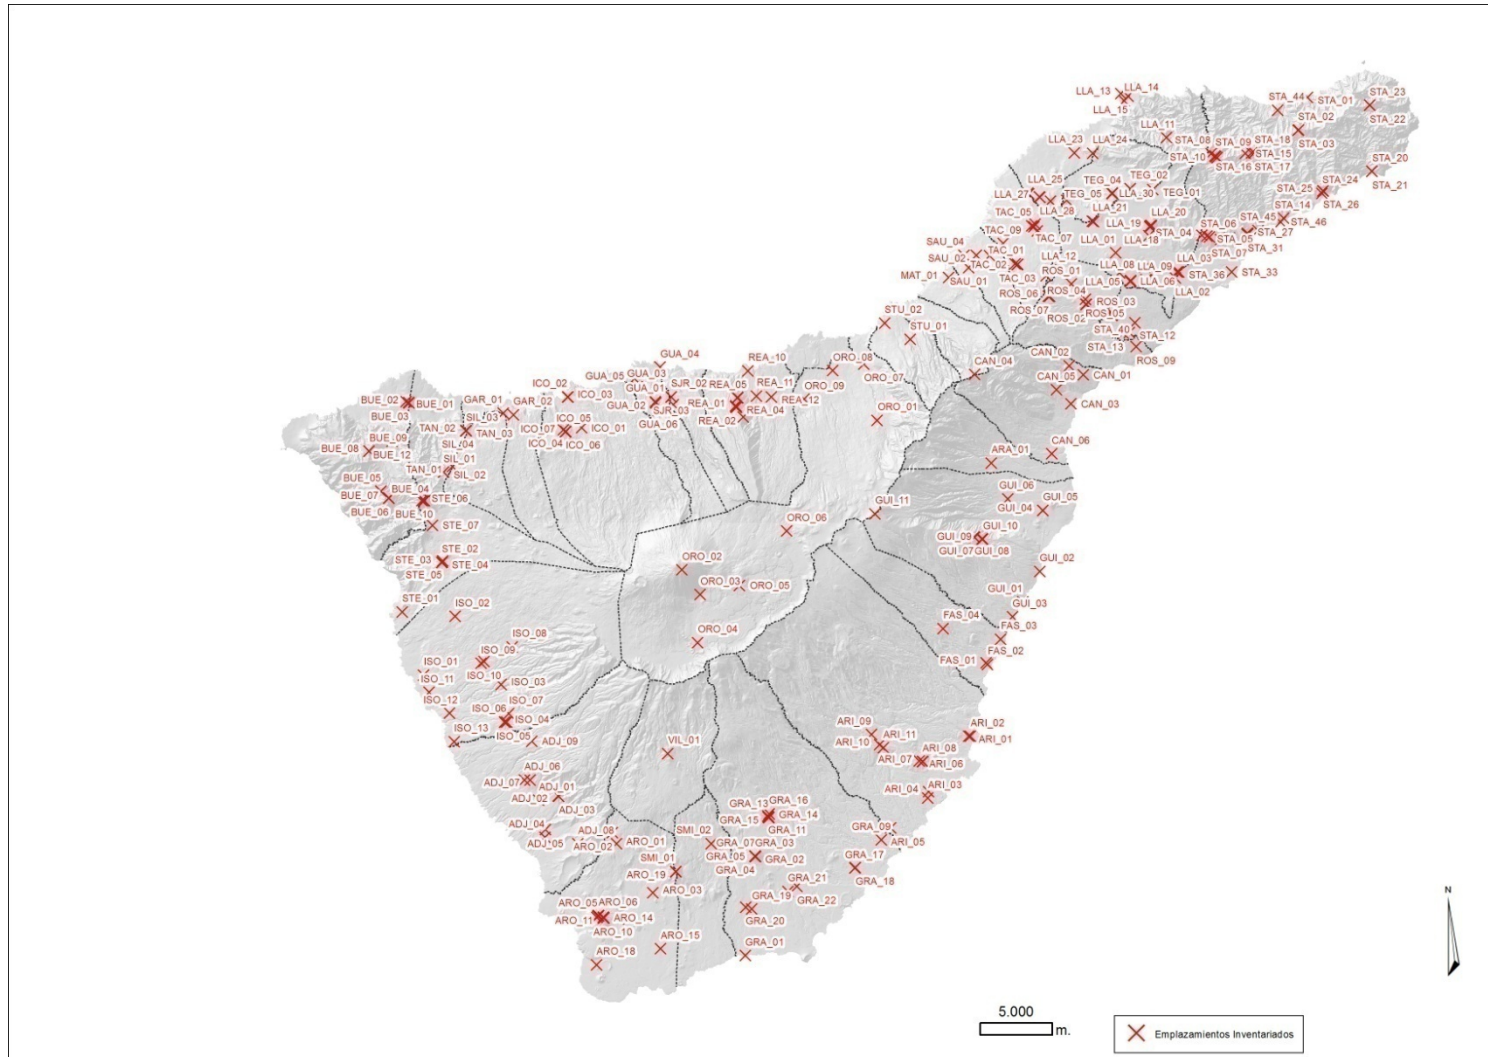 LLA_13
LLA_14
LLA_15
STA_44
STA_01
STA_23
STA_22
STA_02
STA_03
LLA_11
STA_08
STA_09
STA_18
STA_10
STA_15
STA_16
STA_17
LLA_23
LLA_24
STA_20
STA_21
LLA_25
TEG_04
TEG_02
STA_24
STA_25
LLA_27
TEG_05
LLA_30
TEG_01
STA_26
LLA_28
TAC_05
LLA_21
LLA_20
STA_14
STA_45
STA_46
LLA_19
STA_06
TAC_09
STA_04
STA_27
TAC_07
LLA_18
STA_05
SAU_04
TAC_01
LLA_01
STA_07
STA_31
SAU_02
TAC_02
LLA_12
LLA_03
MAT_01
SAU_01
TAC_03
ROS_01
LLA_08
LLA_09
STA_36
STA_33
LLA_05
LLA_06
ROS_06
ROS_04
LLA_02
ROS_03
ROS_07
ROS_02
ROS_05
STU_02
STU_01
STA_40
STA_12
STA_13
ROS_09
GUA_04
REA_10
ORO_08
CAN_04
CAN_02
GUA_05
GUA_03
ORO_07
CAN_05
CAN_01
ICO_02
GUA_01
SJR_02
REA_05
REA_11
ORO_09
ICO_03
BUE_02
BUE_01
GUA_02
SJR_03
REA_01
REA_12
CAN_03
BUE_03
GAR_01
GAR_02
REA_04
SIL_03
ICO_05
GUA_06
REA_02
ORO_01
TAN_02
TAN_03
ICO_07
ICO_01
BUE_09
SIL_04
ICO_04
ICO_06
CAN_06
BUE_08
BUE_12
SIL_01
ARA_01
TAN_01
SIL_02
BUE_05
BUE_04
GUI_06
BUE_07
STE_06
GUI_05
BUE_06
BUE_10
GUI_11
GUI_04
STE_07
ORO_06
GUI_10
GUI_09
STE_02
GUI_07
GUI_08
STE_03
STE_04
ORO_02
GUI_02
STE_05
ORO_03
ORO_05
GUI_01
STE_01
ISO_02
GUI_03
FAS_04
FAS_03
ISO_08
ORO_04
ISO_09
FAS_02
ISO_01
FAS_01
ISO_10
ISO_11
ISO_03
ISO_12
ISO_06
ISO_07
ISO_04
ARI_09
ARI_02
ISO_13
ISO_05
ARI_11
ARI_01
ADJ_09
VIL_01
ARI_10
ARI_08
ARI_07
ARI_06
ADJ_06
ADJ_07
ADJ_01
ARI_03
ARI_04
ADJ_02
ADJ_03
GRA_13
GRA_16
GRA_15
GRA_14
ADJ_04
ADJ_08
SMI_02
GRA_11
GRA_09
ADJ_05
ARO_02
ARO_01
GRA_07
GRA_03
ARI_05
SMI_01
GRA_05
GRA_02
GRA_17
ARO_19
GRA_04
GRA_18
ARO_03
GRA_21
GRA_19
GRA_22
ARO_05
ARO_06
ARO_11
ARO_14
GRA_20
ARO_10
ARO_15
GRA_01
ARO_18
N
5.000
m.
Emplazamientos Inventariados